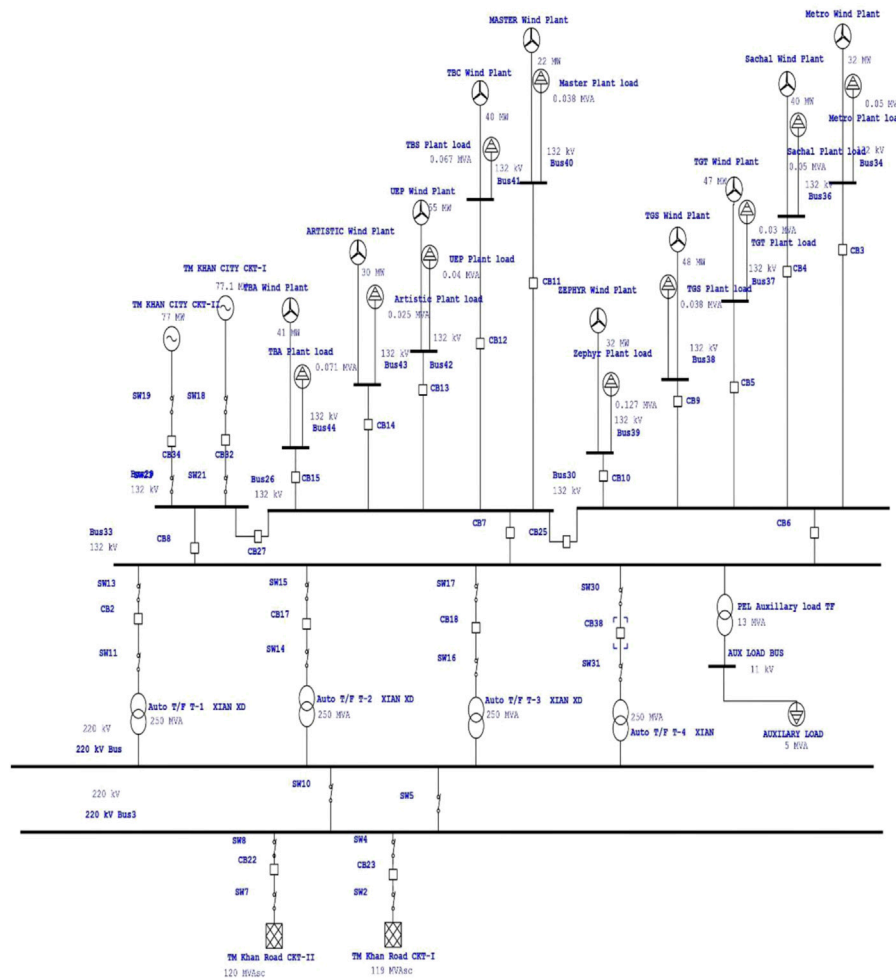 MASTER Wind Plant
22 MW
Master Plant load
0.038 MVA
132 kV
Bus40
Metro Wind Plant
32 MW
0.05 MVA
Metro Plant load
132 kV
Bus34
Sachal Wind Plant
40 MW
Sachal Plant load
0.05 MVA
132 kV
Bus36
0.03 MVA
TBC Wind Plant
40 MW
TBS Plant load
0.067 MVA
132 kV
Bus41
TGT Wind Plant
47 MW
TGT Plant load
132 kV
Bus37
UEP Wind Plant
55 MW
UEP Plant load
0.04 MVA
132 kV
Bus42
TGS Wind Plant
48 MW
TGS Plant load
0.038 MVA
132 kV
Bus38
ARTISTIC Wind Plant
30 MW
Artistic Plant load
0.025 MVA
132 kV
Bus43
ZEPHYR Wind Plant
32 MW
Zephyr Plant load
0.127 MVA
132 kV
Bus39
TM KHAN CITY CKT-I
77.1 MW
TM KHAN CITY CKT-II
77 MW
TBA Wind Plant
41 MW
TBA Plant load
0.071 MVA
132 kV
Bus44
CB3
CB4
CB11
CB12
CB5
CB13
CB9
CB14
SW19
SW18
CB34
CB32
SW21
CB15
CB10
132 kV
Bus26
132 kV
Bus30
132 kV
CB8
CB27
CB7
CB25
CB6
Bus33
132 kV
SW13
SW15
SW17
SW30
CB2
CB17
CB18
CB38
SW11
SW14
SW16
SW31
PEL Auxillary load TF
13 MVA
AUX LOAD BUS
11 kV
AUXILARY LOAD
5 MVA
Auto T/F T-1 XIAN XD
250 MVA
Auto T/F T-2 XIAN XD
250 MVA
Auto T/F T-3 XIAN XD
250 MVA
250 MVA
Auto T/F T-4 XIAN
220 kV
220 kV Bus
SW10
SW5
220 kV
220 kV Bus3
SW8
SW4
CB22
CB23
SW7
SW2
TM Khan Road CKT-II
120 MVAsc
TM Khan Road CKT-I
119 MVAsc